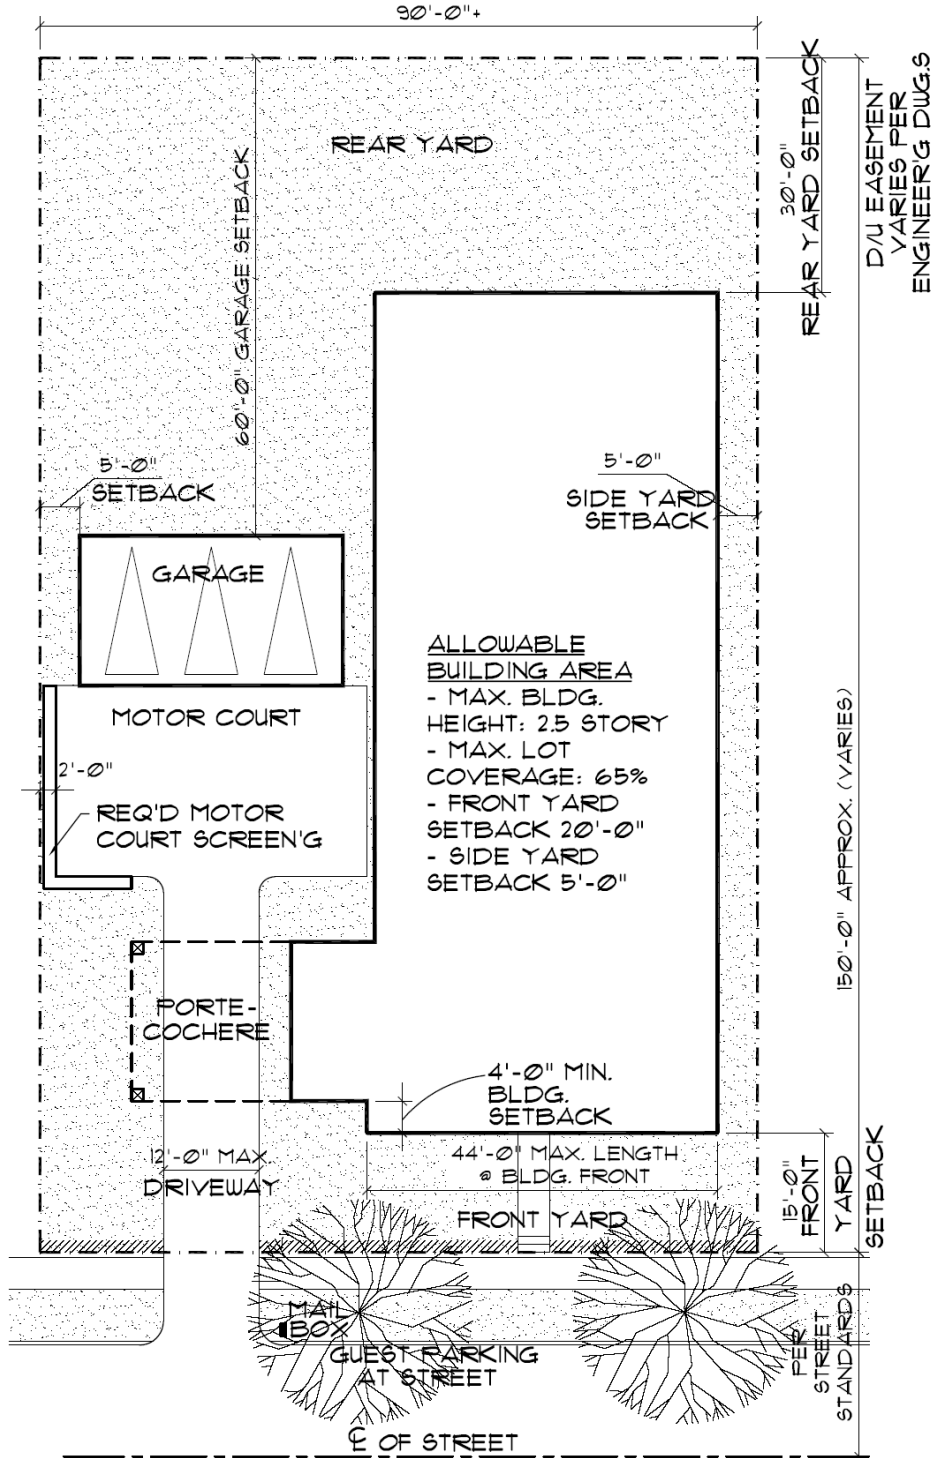 90'-0"+
REAR YARD
60'-0" GARAGE SETBACK
30'-0"
REAR YARD SETBACK
D/U EASEMENT
VARIES PER
ENGINEER'G DWG.S
5'-0"
SETBACK
5'-0"
SIDE YARD
SETBACK
GARAGE
ALLOWABLE
BUILDING AREA
- MAX. BLDG.
HEIGHT: 2.5 STORY
- MAX. LOT
COVERAGE: 65%
- FRONT YARD
SETBACK 20'-0"
- SIDE YARD
SETBACK 5'-0"
MOTOR COURT
2'-0"
REQ'D MOTOR
COURT SCREEN'G
150'-0" APPROX. (VARIES)
PORTE-
COCHERE
4'-0" MIN.
BLDG.
SETBACK
12'-0" MAX.
DRIVEWAY
44'-0" MAX. LENGTH
@ BLDG. FRONT
FRONT YARD
15'-0"
FRONT
YARD
SETBACK
MAIL
BOX
GUEST PARKING
AT STREET
PER
STREET
STANDARDS
℄ OF STREET